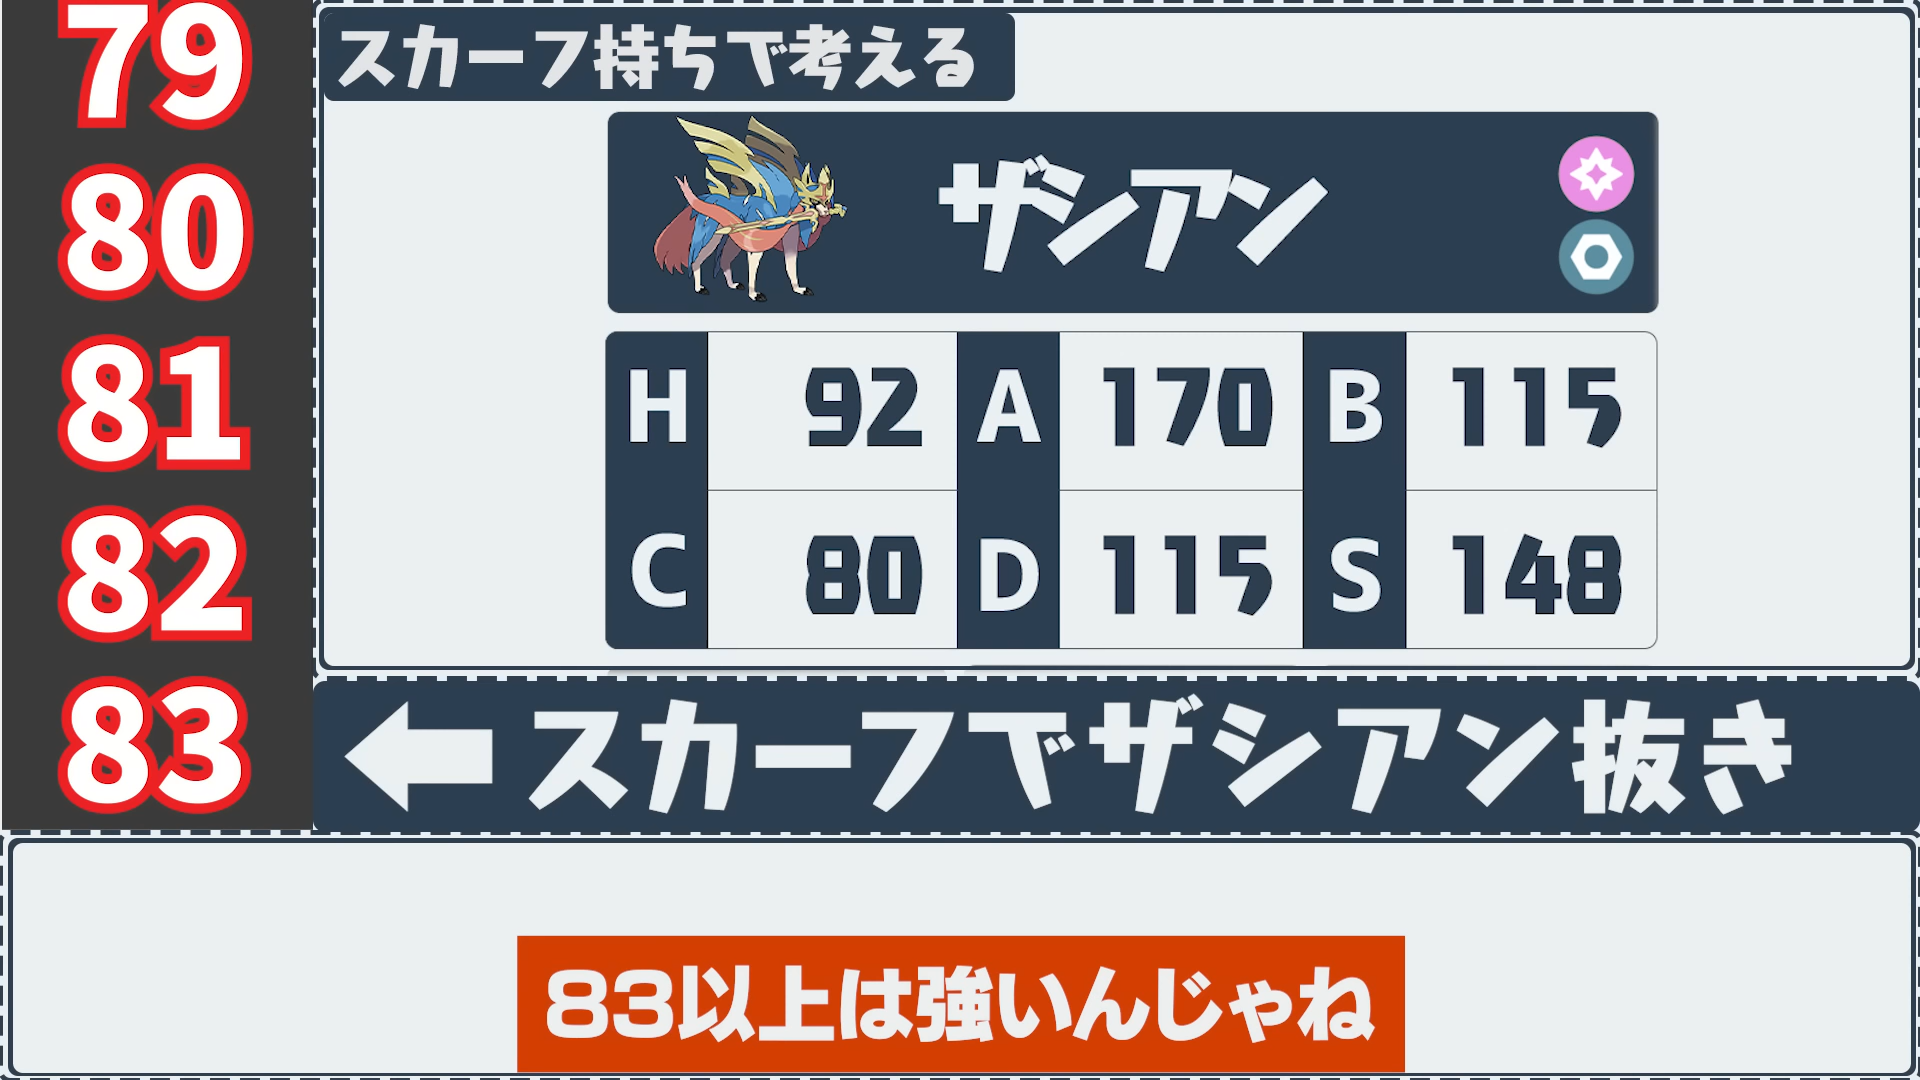 79
80
81
82
83
スカーフ持ちで考える
ザシアン
H 92 A 170 B 115
C 80 D 115 S 148
←スカーフでザシアン抜き
83以上は強いんじゃね